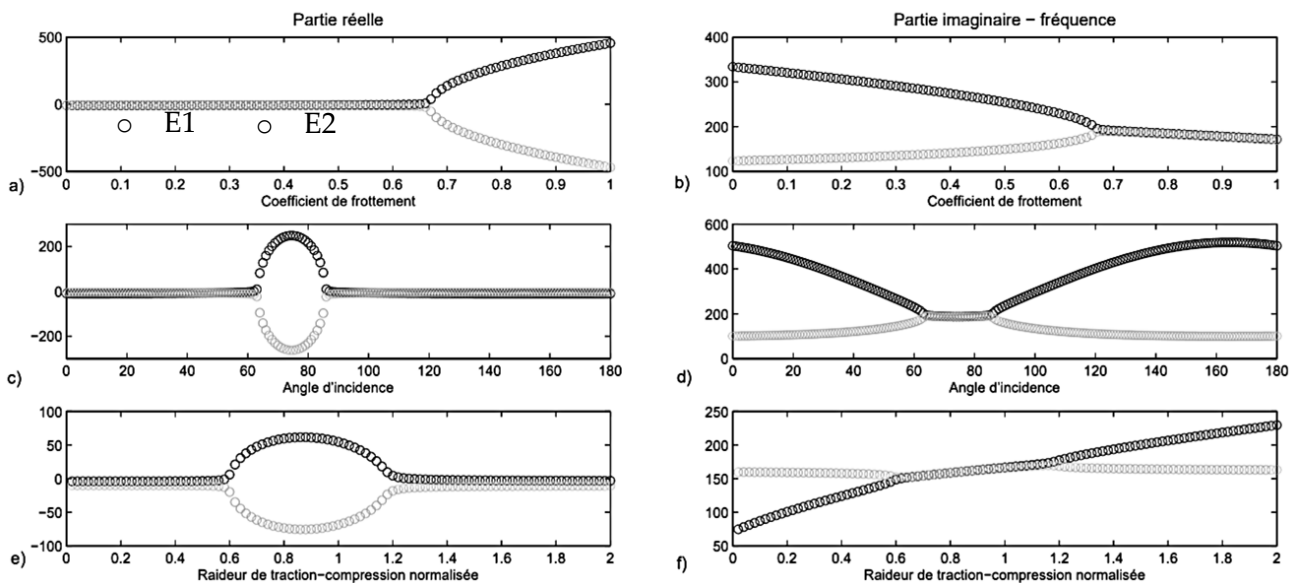 Partie réelle
Partie imaginaire – fréquence
500
0
−500
E1
E2
a)
0 0.1 0.2 0.3 0.4 0.5 0.6 0.7 0.8 0.9 1
Coefficient de frottement
400
300
200
100
b)
0 0.1 0.2 0.3 0.4 0.5 0.6 0.7 0.8 0.9 1
Coefficient de frottement
200
0
−200
c)
0 20 40 60 80 100 120 140 160 180
Angle d'incidence
600
400
200
0
d)
0 20 40 60 80 100 120 140 160 180
Angle d'incidence
100
50
0
−50
−100
e)
0 0.2 0.4 0.6 0.8 1 1.2 1.4 1.6 1.8 2
Raideur de traction−compression normalisée
250
200
150
100
50
f)
0 0.2 0.4 0.6 0.8 1 1.2 1.4 1.6 1.8 2
Raideur de traction−compression normalisée